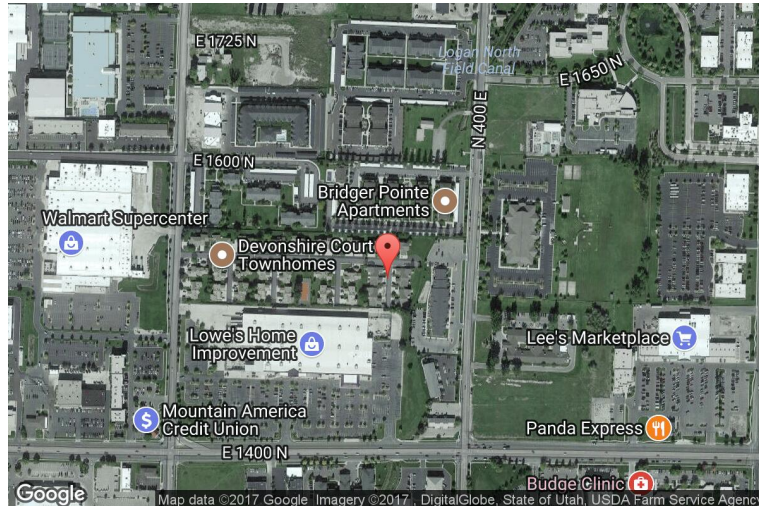 E 1725 N
Logan North
Field Canal
E 1650 N
N 400 E
E 1600 N
Bridger Pointe
Apartments
Walmart Supercenter
Devonshire Court
Townhomes
Lowe's Home
Improvement
Lee's Marketplace
Mountain America
Credit Union
Panda Express
E 1400 N
Budge Clinic
Google
Map data ©2017 Google Imagery ©2017 , DigitalGlobe, State of Utah, USDA Farm Service Agency